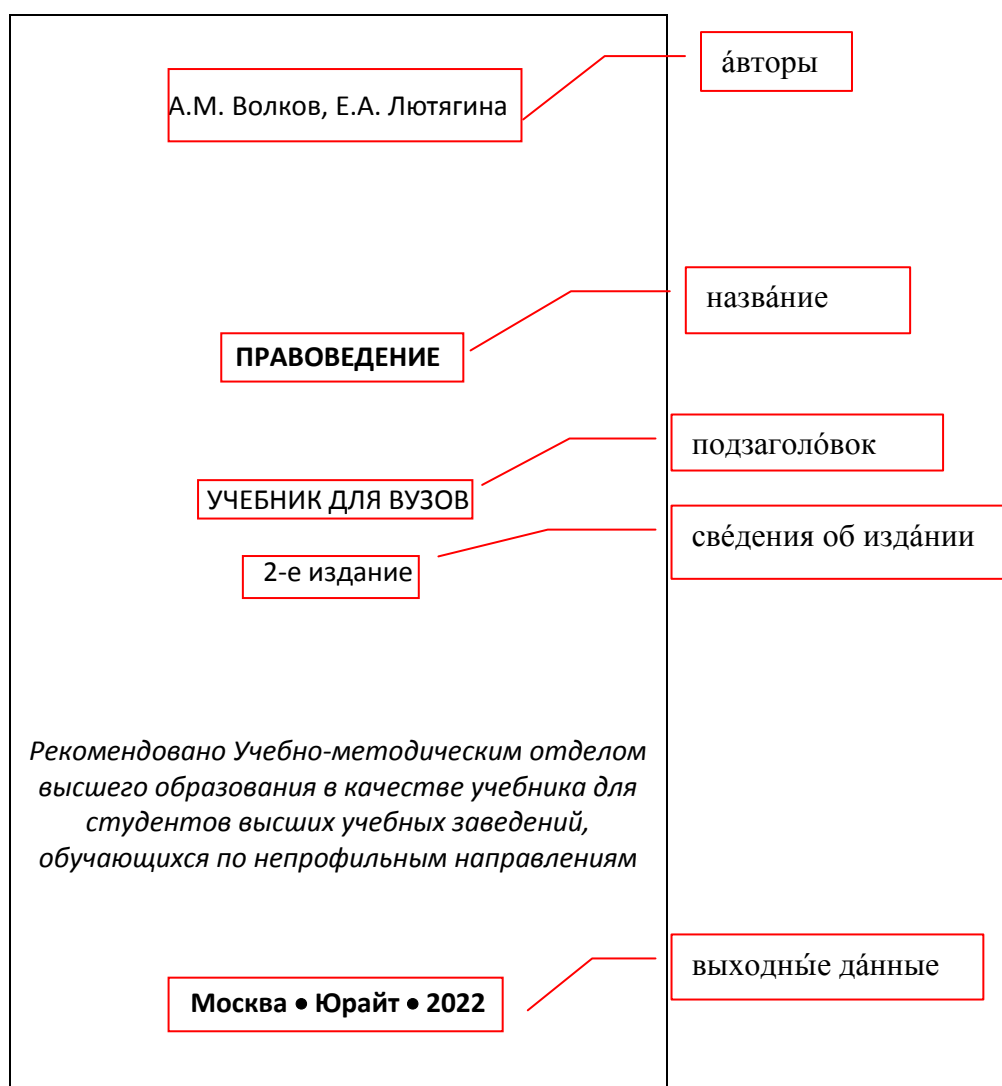 а́вторы
А.М. Волков, Е.А. Лютягина
назва́ние
ПРАВОВЕДЕНИЕ
подзаголо́вок
УЧЕБНИК ДЛЯ ВУЗОВ
све́дения об изда́нии
2-е издание
Рекомендовано Учебно-методическим отделом
высшего образования в качестве учебника для
студентов высших учебных заведений,
обучающихся по непрофильным направлениям
выходны́е да́нные
Москва ● Юрайт ● 2022